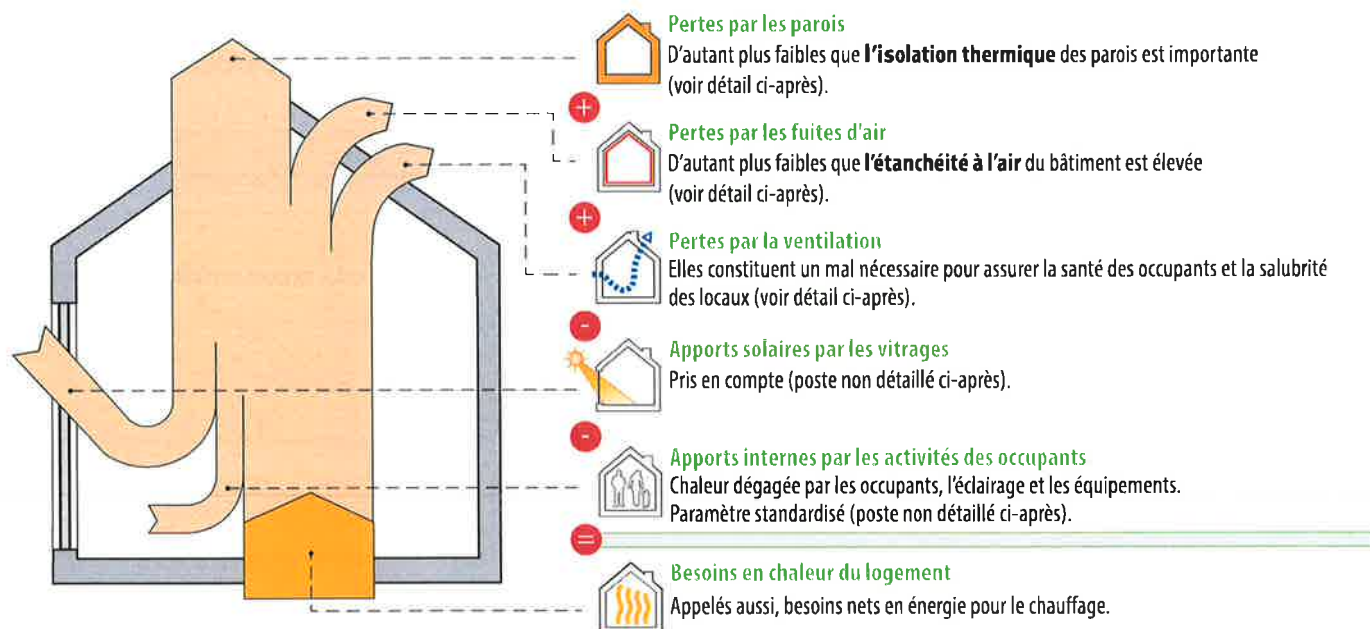 Pertes par les parois
D'autant plus faibles que l'isolation thermique des parois est importante
(voir détail ci-après).
+
Pertes par les fuites d'air
D'autant plus faibles que l'étanchéité à l'air du bâtiment est élevée
(voir détail ci-après).
+
Pertes par la ventilation
Elles constituent un mal nécessaire pour assurer la santé des occupants et la salubrité
des locaux (voir détail ci-après).
-
Apports solaires par les vitrages
Pris en compte (poste non détaillé ci-après).
-
Apports internes par les activités des occupants
Chaleur dégagée par les occupants, l'éclairage et les équipements.
Paramètre standardisé (poste non détaillé ci-après).
=
Besoins en chaleur du logement
Appelés aussi, besoins nets en énergie pour le chauffage.